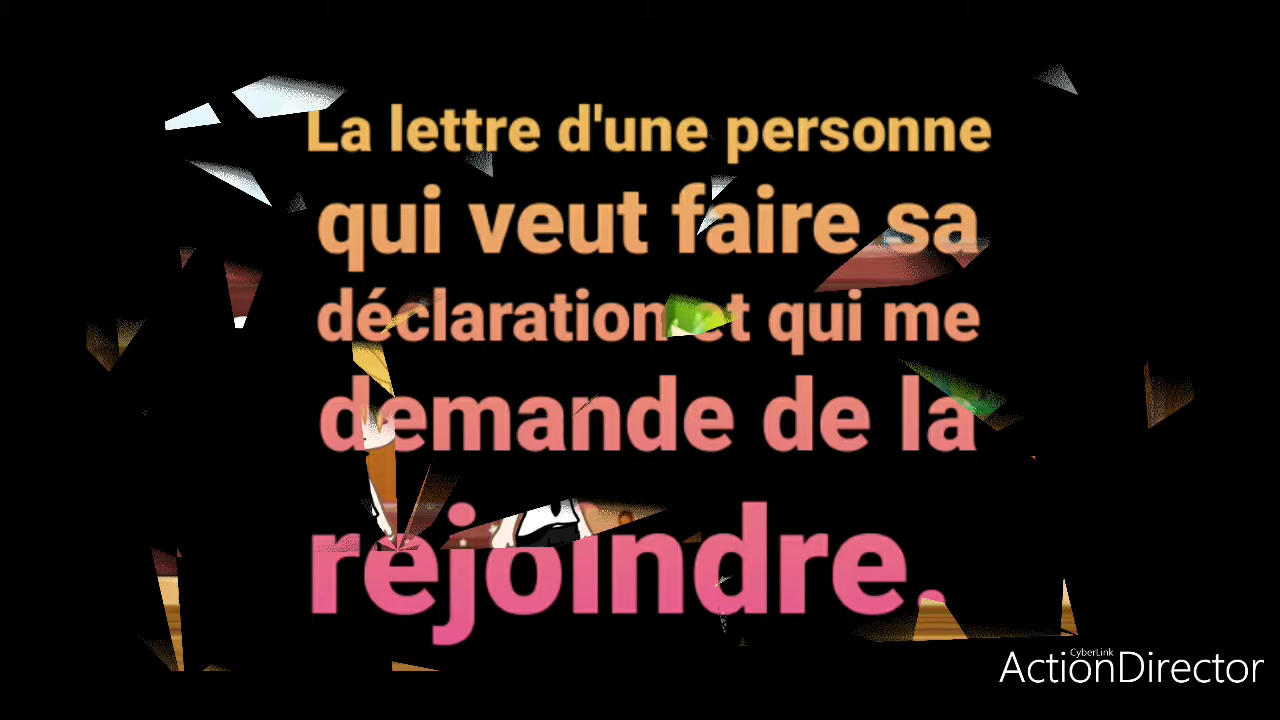 La lettre d'une personne
qui veut faire sa
déclaration et qui me
demande de la
rejoindre.
CyberLink
ActionDirector